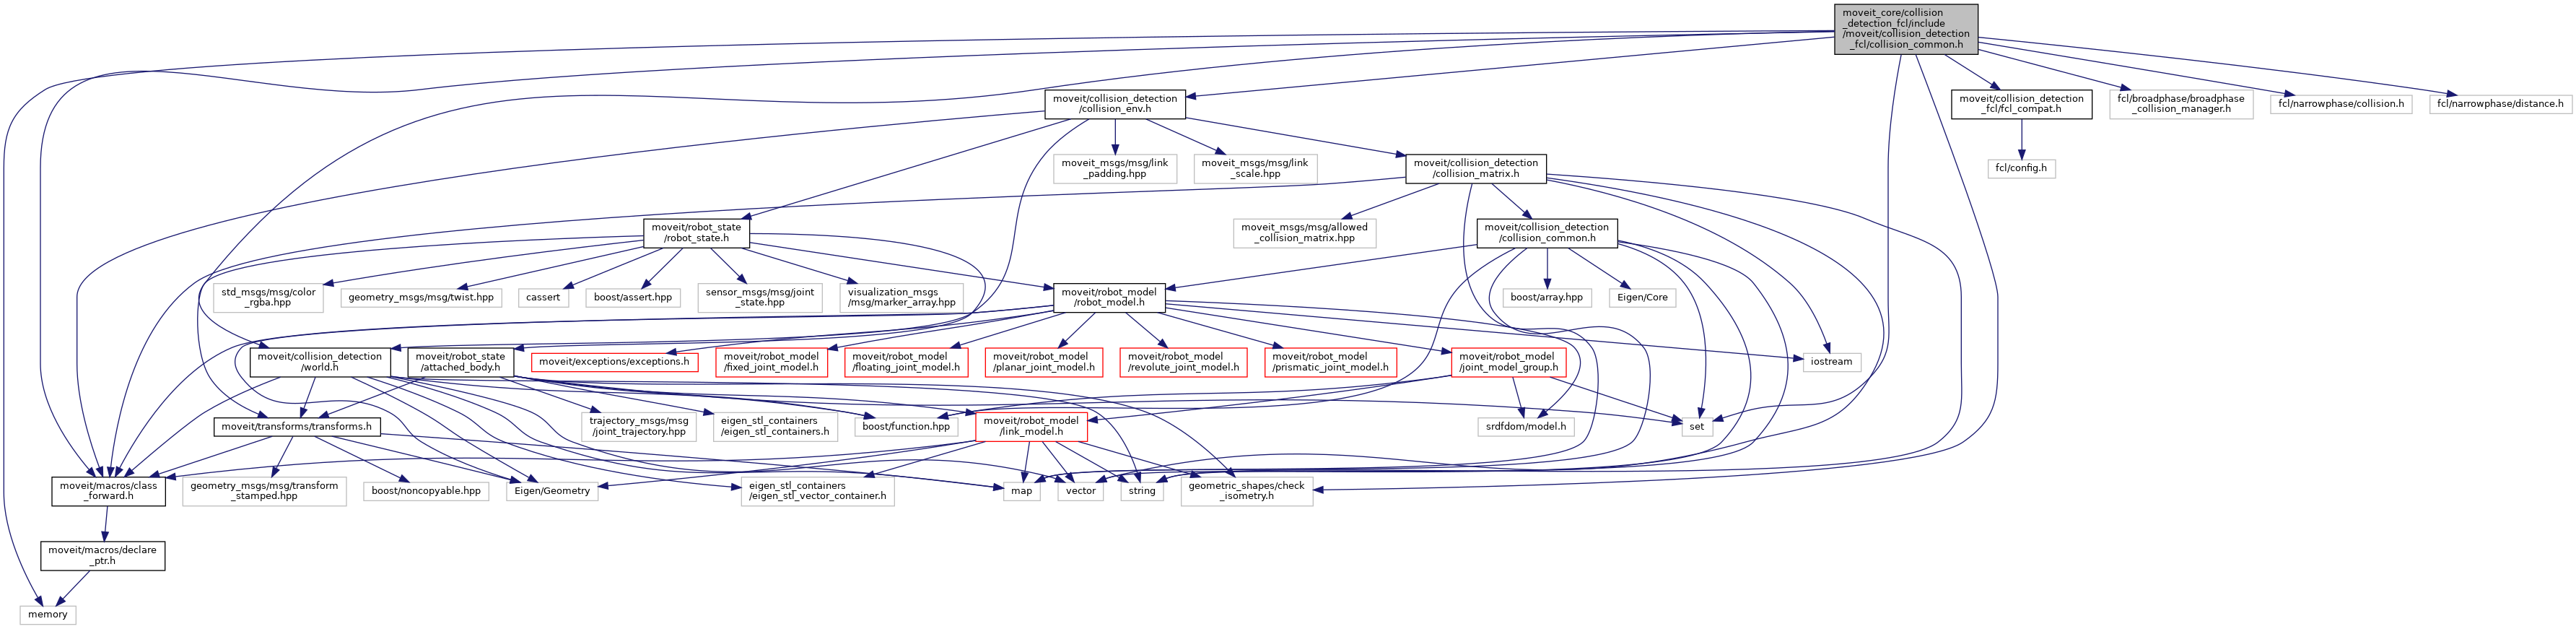 moveit_core/collision
_detection_fcl/include
/moveit/collision_detection
_fcl/collision_common.h
moveit/collision_detection
/collision_env.h
moveit/collision_detection
_fcl/fcl_compat.h
fcl/broadphase/broadphase
_collision_manager.h
fcl/narrowphase/collision.h
fcl/narrowphase/distance.h
moveit_msgs/msg/link
_padding.hpp
moveit_msgs/msg/link
_scale.hpp
moveit/collision_detection
/collision_matrix.h
fcl/config.h
moveit/robot_state
/robot_state.h
moveit_msgs/msg/allowed
_collision_matrix.hpp
moveit/collision_detection
/collision_common.h
std_msgs/msg/color
_rgba.hpp
geometry_msgs/msg/twist.hpp
cassert
boost/assert.hpp
sensor_msgs/msg/joint
_state.hpp
visualization_msgs
/msg/marker_array.hpp
moveit/robot_model
/robot_model.h
boost/array.hpp
Eigen/Core
moveit/collision_detection
/world.h
moveit/robot_state
/attached_body.h
moveit/exceptions/exceptions.h
moveit/robot_model
/fixed_joint_model.h
moveit/robot_model
/floating_joint_model.h
moveit/robot_model
/planar_joint_model.h
moveit/robot_model
/revolute_joint_model.h
moveit/robot_model
/prismatic_joint_model.h
moveit/robot_model
/joint_model_group.h
iostream
moveit/transforms/transforms.h
trajectory_msgs/msg
/joint_trajectory.hpp
eigen_stl_containers
/eigen_stl_containers.h
boost/function.hpp
moveit/robot_model
/link_model.h
srdfdom/model.h
set
moveit/macros/class
_forward.h
geometry_msgs/msg/transform
_stamped.hpp
boost/noncopyable.hpp
Eigen/Geometry
eigen_stl_containers
/eigen_stl_vector_container.h
map
vector
string
geometric_shapes/check
_isometry.h
moveit/macros/declare
_ptr.h
memory